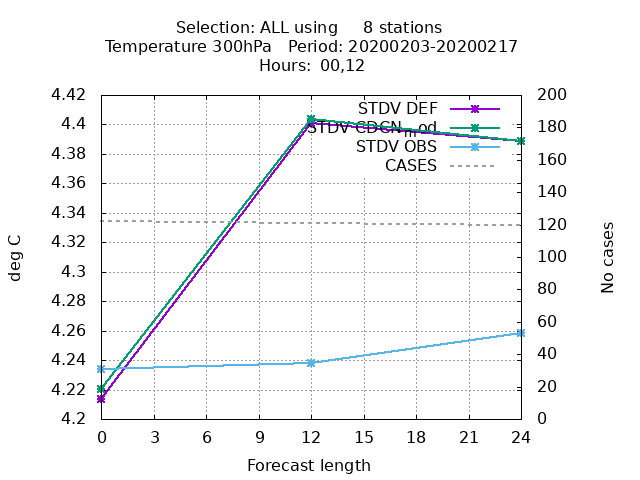 Selection: ALL using     8 stations
Temperature 300hPa   Period: 20200203-20200217
Hours:  00,12
4.42
4.4
4.38
4.36
4.34
4.32
4.3
4.28
4.26
4.24
4.22
4.2
deg C
STDV DEF
STDV CDCN_mod
STDV OBS
CASES
200
180
160
140
120
100
80
60
40
20
0
No cases
0 3 6 9 12 15 18 21 24
Forecast length